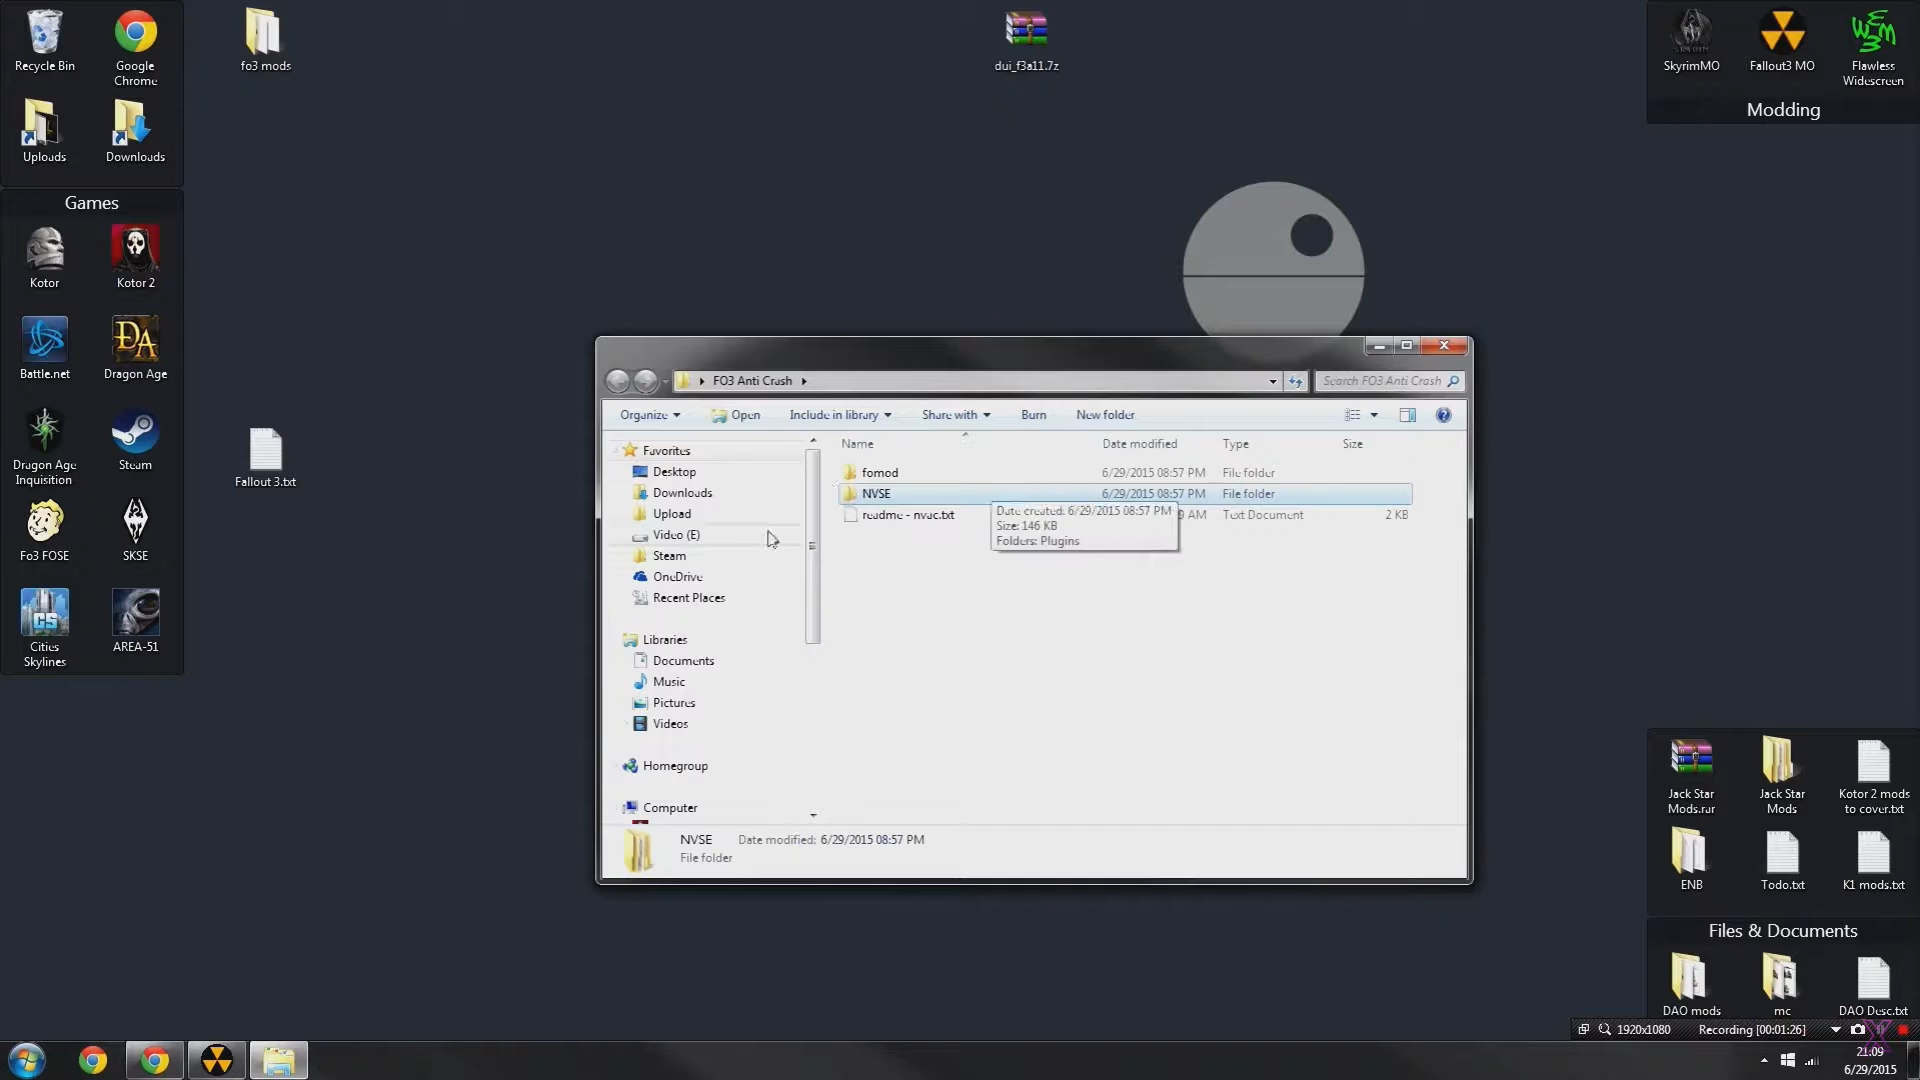 Recycle Bin
Google
Chrome
fo3 mods
dui_f3a11.7z
SkyrimMO
Fallout3 MO
Flawless
Widescreen
Modding
Uploads
Downloads
Games
Kotor
Kotor 2
Battle.net
Dragon Age
Dragon Age
Inquisition
Steam
Fallout 3.txt
Fo3 FOSE
SKSE
Cities
Skylines
AREA-51
FO3 Anti Crash
Search FO3 Anti Crash
Organize
Open
Include in library
Share with
Burn
New folder
Name
Date modified
Type
Size
Favorites
Desktop
Downloads
Upload
Video (E)
Steam
OneDrive
Recent Places
Libraries
Documents
Music
Pictures
Videos
Homegroup
Computer
fomod
6/29/2015 08:57 PM
File folder
NVSE
6/29/2015 08:57 PM
File folder
readme - nvac.txt
AM
Text Document
2 KB
Date created: 6/29/2015 08:57 PM
Size: 146 KB
Folders: Plugins
NVSE
Date modified: 6/29/2015 08:57 PM
File folder
Jack Star
Mods.rar
Jack Star
Mods
Kotor 2 mods
to cover.txt
ENB
Todo.txt
K1 mods.txt
Files & Documents
DAO mods
mc
DAO Desc.txt
1920x1080
Recording [00:01:26]
21:09
6/29/2015